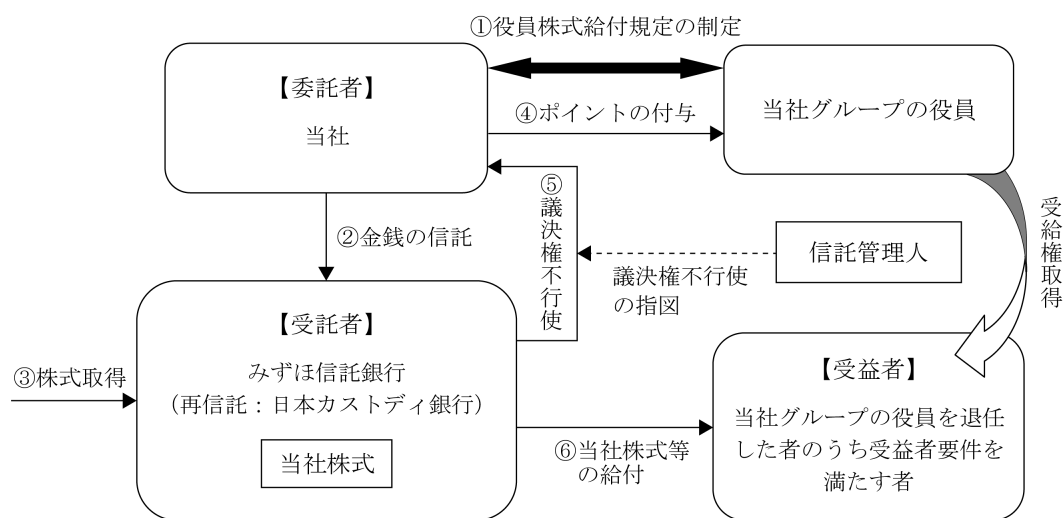 ①役員株式給付規定の制定
【委託者】
当社
④ポイントの付与
当社グループの役員
②金銭の信託
⑤議決権不行使
議決権不行使
の指図
信託管理人
受給権取得
③株式取得
【受託者】
みずほ信託銀行
(再信託：日本カストディ銀行)
当社株式
⑥当社株式等
の給付
【受益者】
当社グループの役員を退任
した者のうち受益者要件を
満たす者